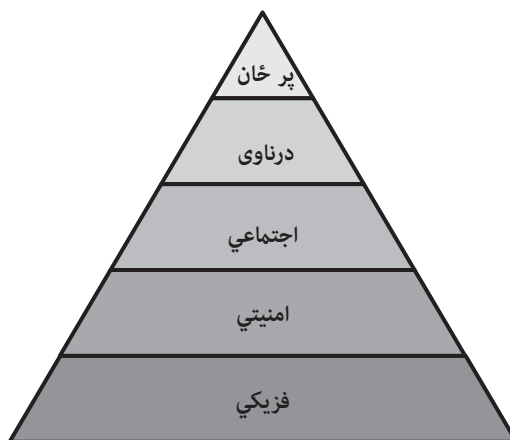 پر ځان
درناوی
اجتماعي
امنيتي
فزيکي